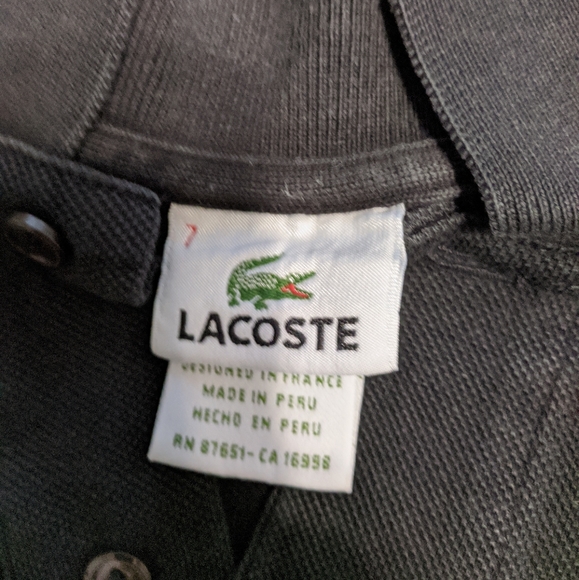 7
LACOSTE
DESIGNED IN FRANCE
MADE IN PERU
HECHO EN PERU
RN 87651-CA 16998